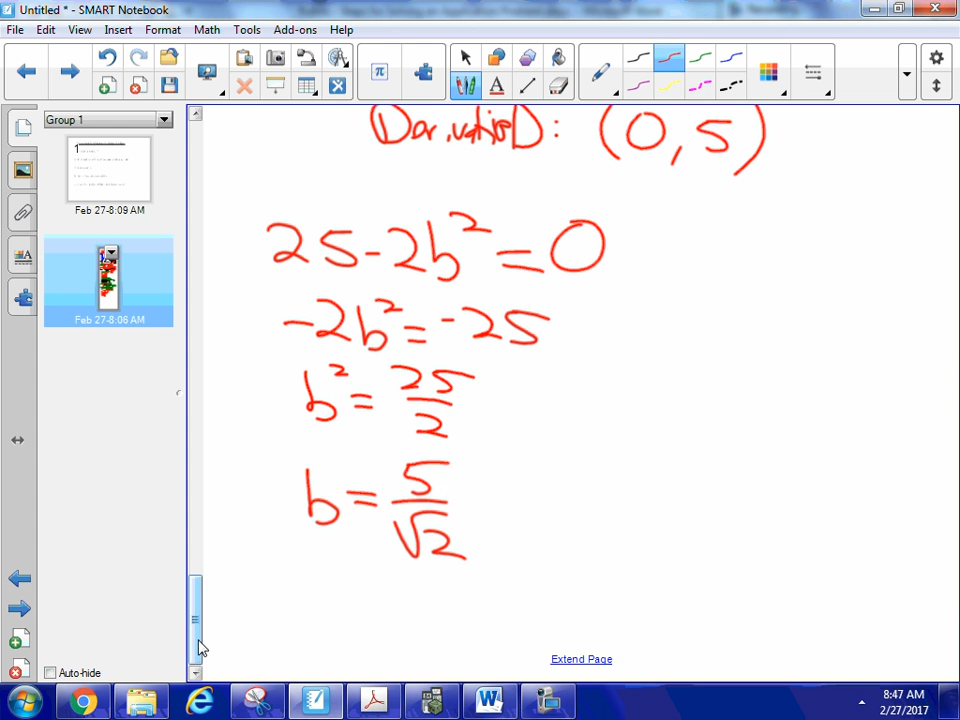 Untitled * - SMART Notebook
File Edit View Insert Format Math Tools Add-ons Help
Group 1
1
Feb 27-8:09 AM
Feb 27-8:06 AM
Auto-hide
Derivative D: (0, 5)
25 - 2b² = 0
-2b² = -25
b² = 25/2
b = 5/√2
Extend Page
8:47 AM
2/27/2017